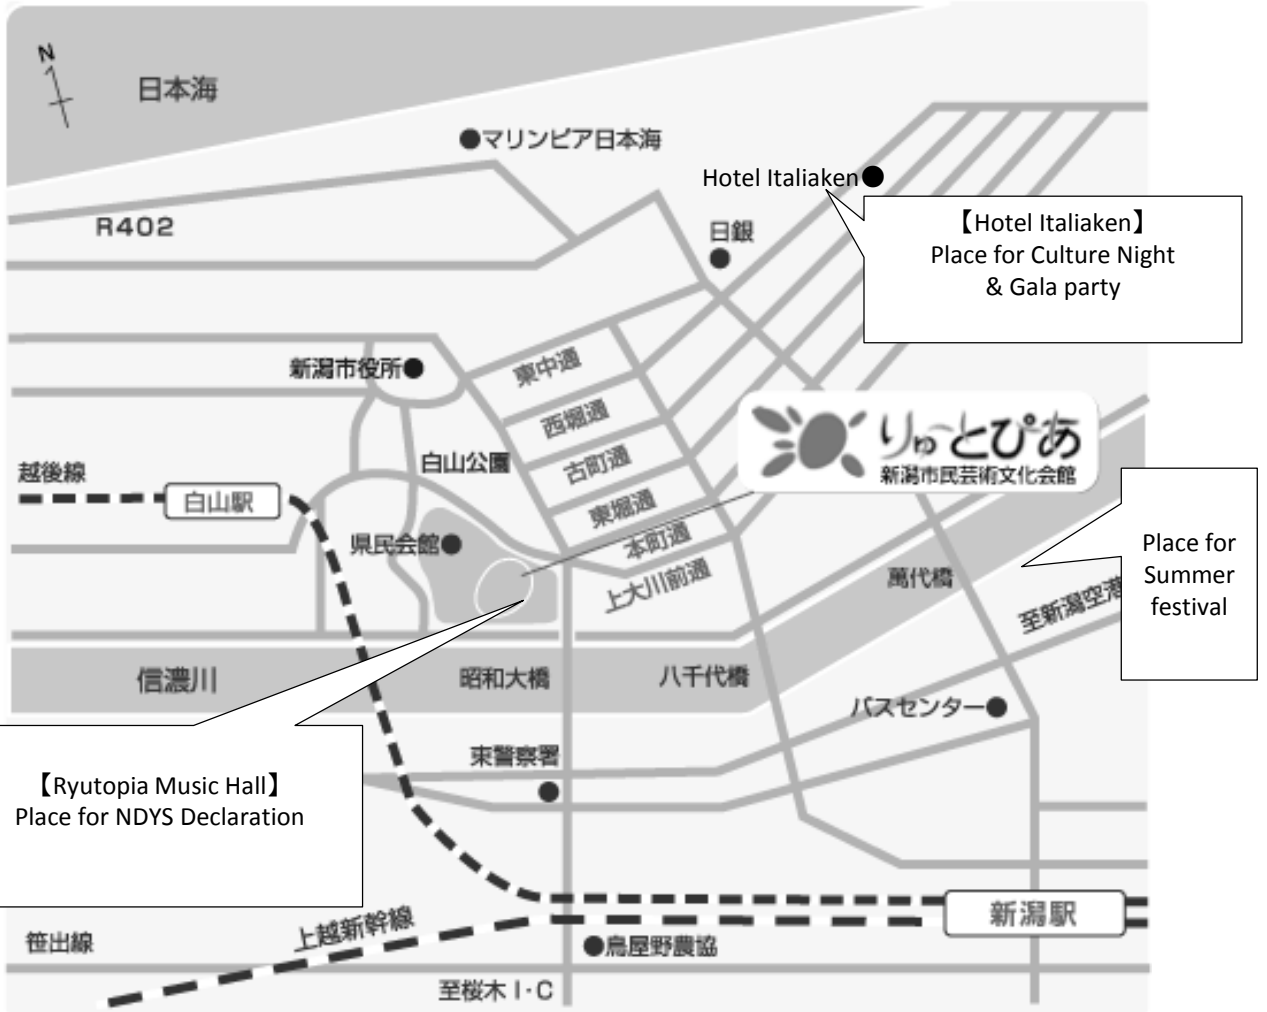 N
日本海
●マリンピア日本海
Hotel Italiaken●
【Hotel Italiaken】
Place for Culture Night
& Gala party
R402
日銀
新潟市役所●
東中通
西堀通
古町通
東堀通
本町通
上大川前通
りゅーとぴあ
新潟市民芸術文化会館
白山公園
越後線
白山駅
県民会館●
萬代橋
Place for
Summer
festival
至新潟空港
信濃川
昭和大橋
八千代橋
バスセンター●
東警察署
【Ryutopia Music Hall】
Place for NDYS Declaration
新潟駅
上越新幹線
笹出線
●鳥屋野農協
至桜木 I・C